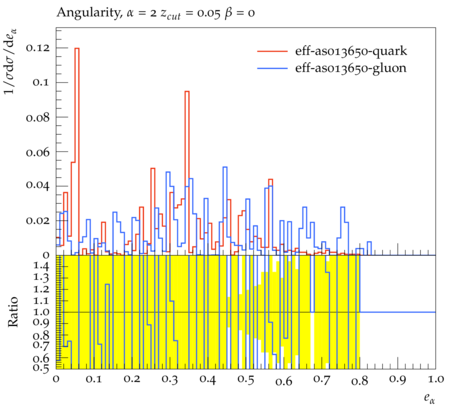 Angularity, α = 2 z_cut = 0.05 β = 0
1/σdσ/de_α
0.12
0.1
0.08
0.06
0.04
0.02
0
eff-as013650-quark
eff-as013650-gluon
Ratio
1.4
1.3
1.2
1.1
1.0
0.9
0.8
0.7
0.6
0.5
0 0.1 0.2 0.3 0.4 0.5 0.6 0.7 0.8 0.9 1.0
e_α